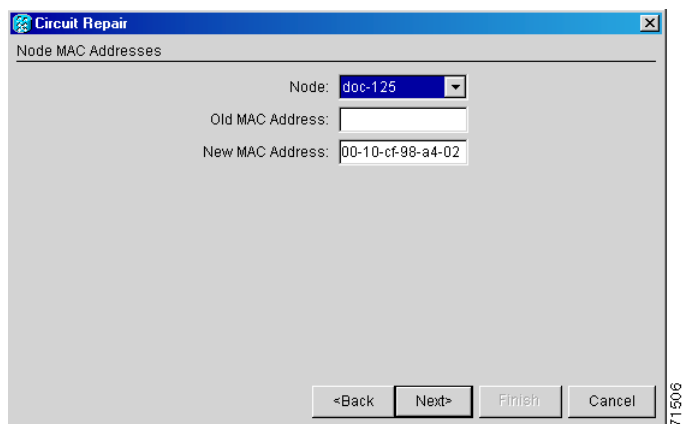 Circuit Repair
Node MAC Addresses
Node: doc-125
Old MAC Address:
New MAC Address: 00-10-cf-98-a4-02
<Back Next> Finish Cancel
71506